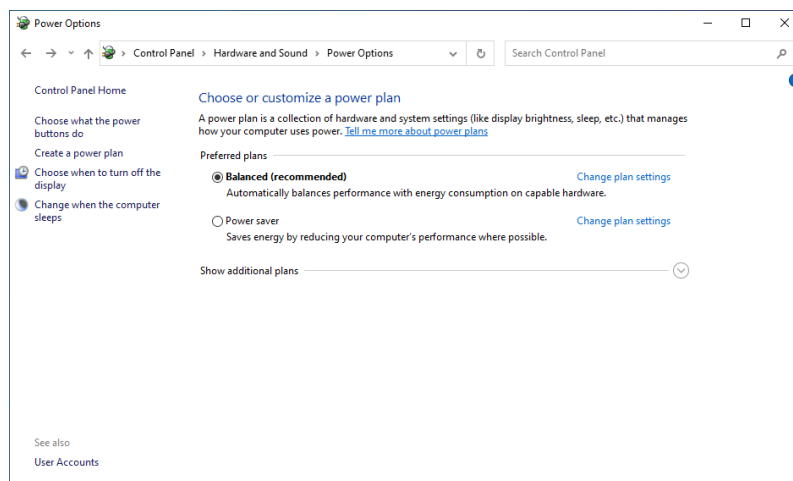 Power Options
Control Panel > Hardware and Sound > Power Options
Search Control Panel
Control Panel Home
Choose what the power
buttons do
Create a power plan
Choose when to turn off the
display
Change when the computer
sleeps
See also
User Accounts
Choose or customize a power plan
A power plan is a collection of hardware and system settings (like display brightness, sleep, etc.) that manages
how your computer uses power. Tell me more about power plans
Preferred plans
Balanced (recommended) Change plan settings
Automatically balances performance with energy consumption on capable hardware.
Power saver Change plan settings
Saves energy by reducing your computer's performance where possible.
Show additional plans